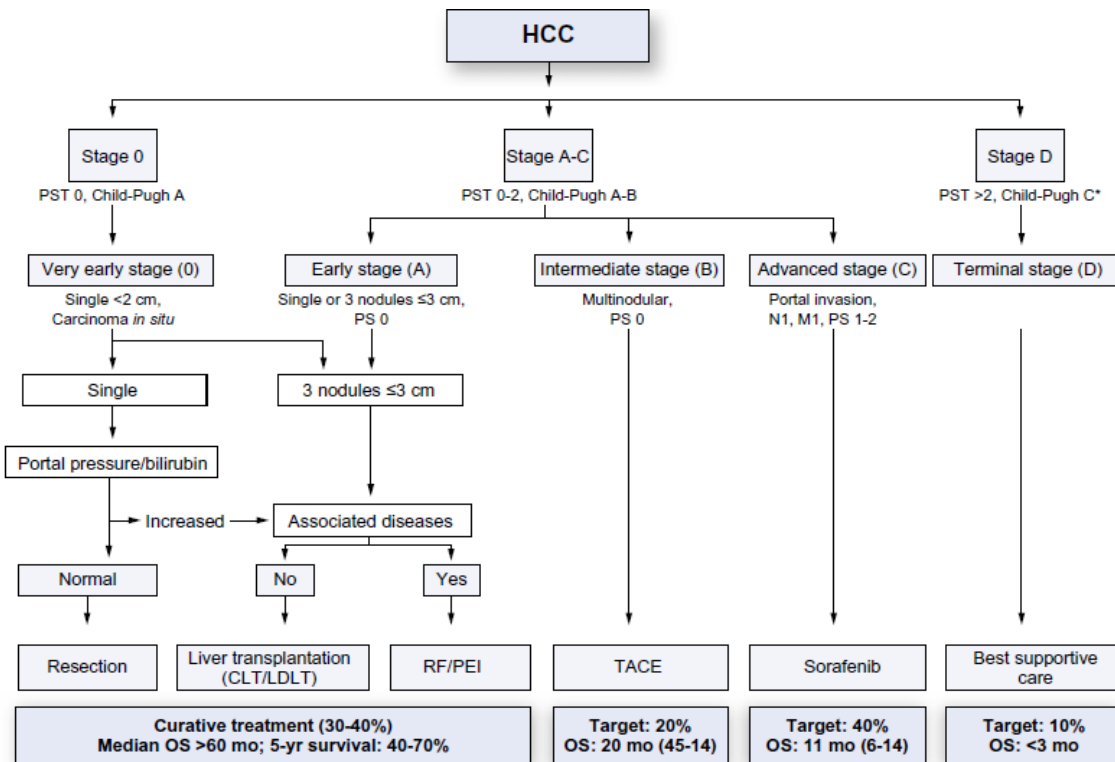 HCC
Stage 0
Stage A-C
Stage D
PST 0, Child-Pugh A
PST 0-2, Child-Pugh A-B
PST >2, Child-Pugh C*
Very early stage (0)
Early stage (A)
Intermediate stage (B)
Advanced stage (C)
Terminal stage (D)
Single <2 cm,
Carcinoma in situ
Single or 3 nodules ≤3 cm,
PS 0
Multinodular,
PS 0
Portal invasion,
N1, M1, PS 1-2
Single
3 nodules ≤3 cm
Portal pressure/bilirubin
Increased
Associated diseases
Normal
No
Yes
Resection
Liver transplantation
(CLT/LDLT)
RF/PEI
TACE
Sorafenib
Best supportive
care
Curative treatment (30-40%)
Median OS >60 mo; 5-yr survival: 40-70%
Target: 20%
OS: 20 mo (45-14)
Target: 40%
OS: 11 mo (6-14)
Target: 10%
OS: <3 mo